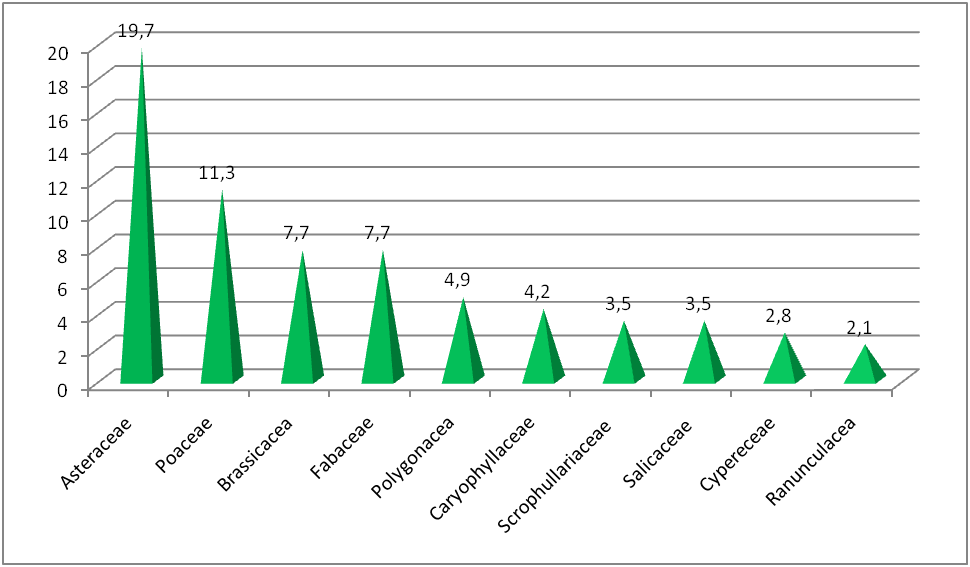 19,7
20
18
16
14
12
10
8
6
4
2
0
11,3
7,7
7,7
4,9
4,2
3,5
3,5
2,8
2,1
Asteraceae
Poaceae
Brassicacea
Fabaceae
Polygonacea
Caryophyllaceae
Scrophullariaceae
Salicaceae
Cypereceae
Ranunculacea